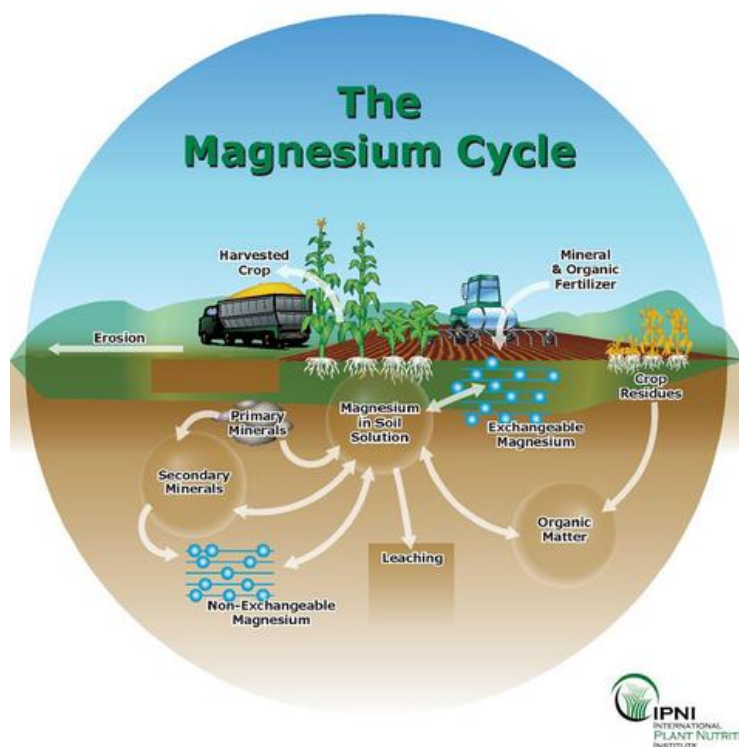 The
Magnesium Cycle
Harvested
Crop
Mineral
& Organic
Fertilizer
Erosion
Crop
Residues
Primary
Minerals
Magnesium
in Soil
Solution
Exchangeable
Magnesium
Secondary
Minerals
Organic
Matter
Leaching
Non-Exchangeable
Magnesium
IPNI
INTERNATIONAL
PLANT NUTRITI
INSTITUTE